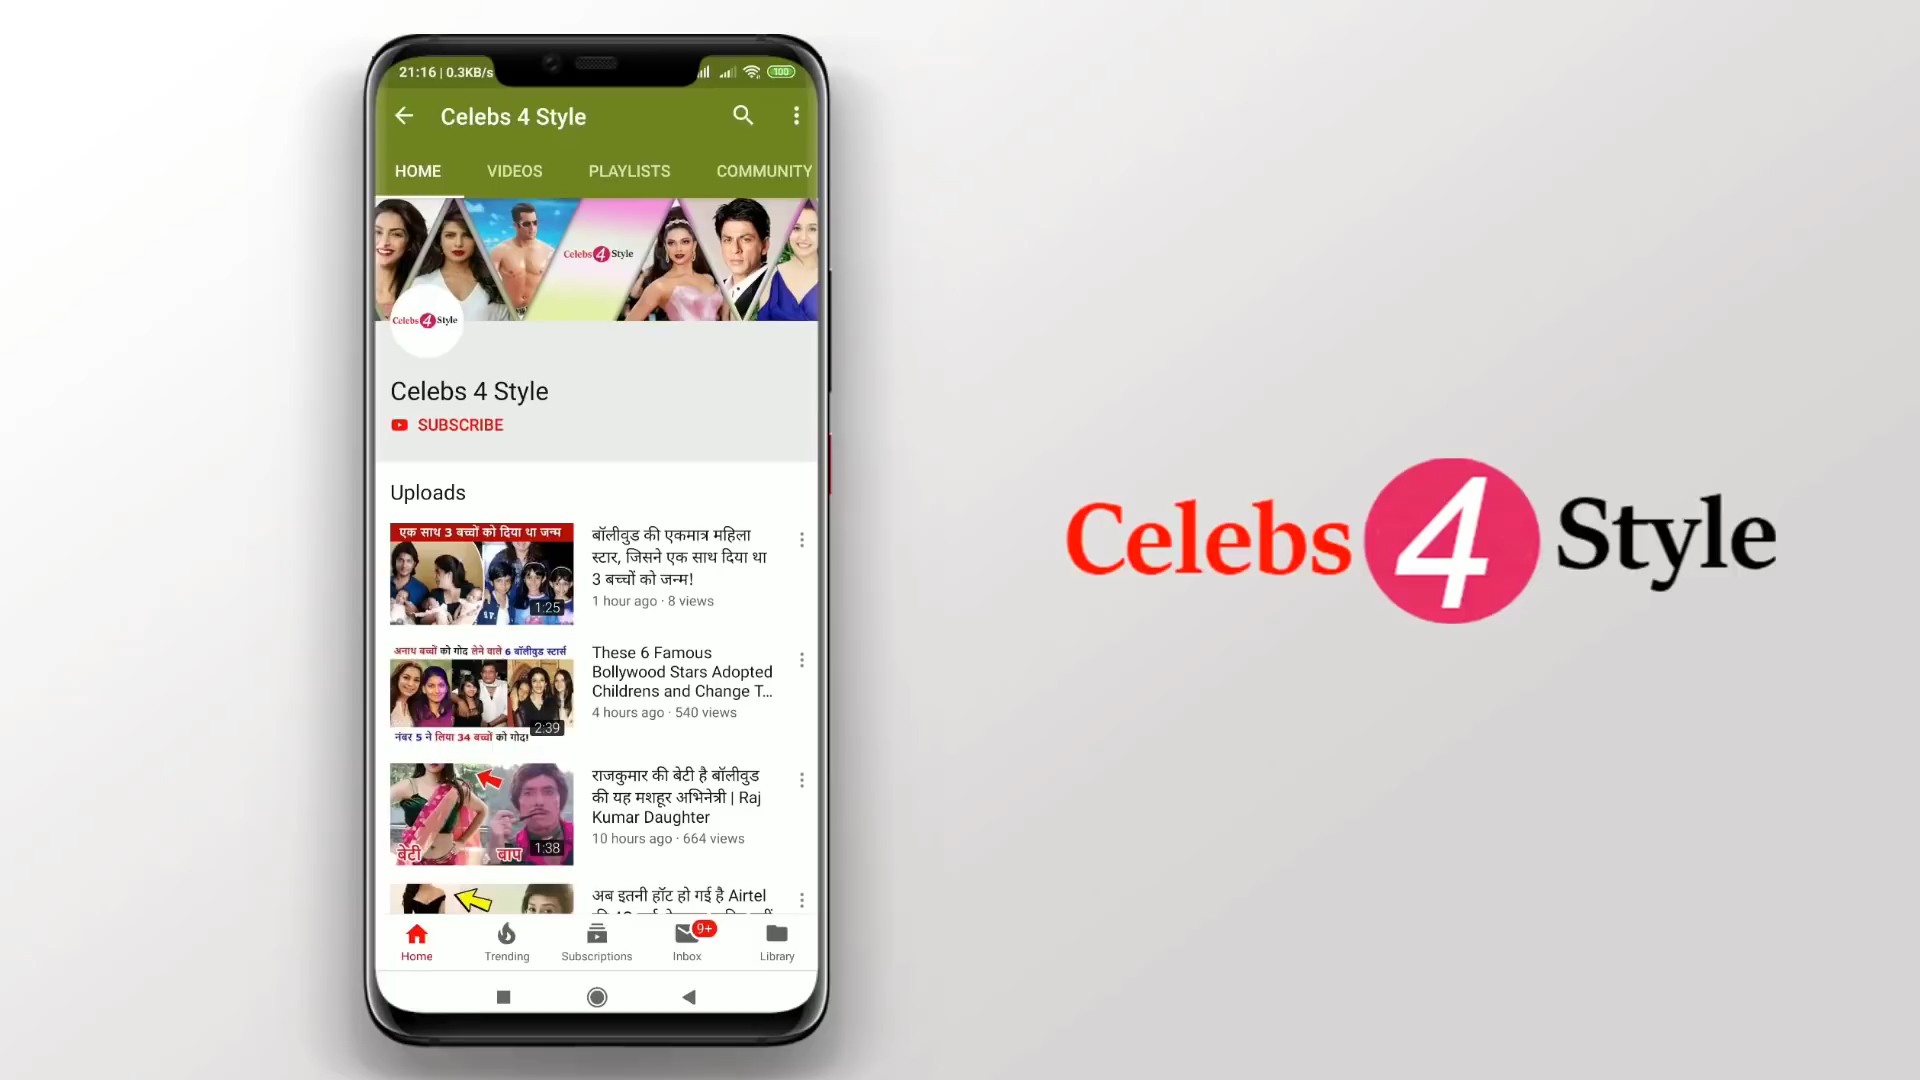 21:16 | 0.3KB/s
100
Celebs 4 Style
HOME
VIDEOS
PLAYLISTS
COMMUNITY
Celebs 4 Style
Celebs 4 Style
Celebs 4 Style
SUBSCRIBE
Uploads
एक साथ 3 बच्चों को दिया था जन्म
1:25
बॉलीवुड की एकमात्र महिला
स्टार, जिसने एक साथ दिया था
3 बच्चों को जन्म!
1 hour ago · 8 views
अनाथ बच्चों को गोद लेने वाले 6 बॉलीवुड स्टार्स
2:39
नंबर 5 ने लिया 34 बच्चों को गोद!
These 6 Famous
Bollywood Stars Adopted
Childrens and Change T...
4 hours ago · 540 views
बेटी
बाप
1:38
राजकुमार की बेटी है बॉलीवुड
की यह मशहूर अभिनेत्री | Raj
Kumar Daughter
10 hours ago · 664 views
अब इतनी हॉट हो गई है Airtel
Home
Trending
Subscriptions
9+
Inbox
Library
Celebs 4 Style